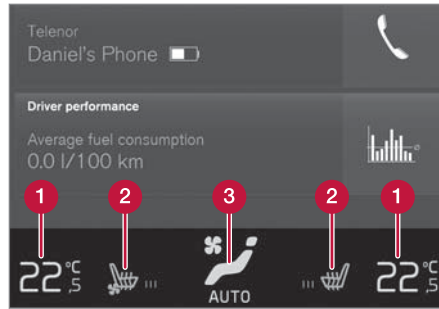 Telenor
Daniel's Phone
Driver performance
Average fuel consumption
0.0 l/100 km
1 2 3 2 1
22 °C ,5 22 °C ,5
AUTO